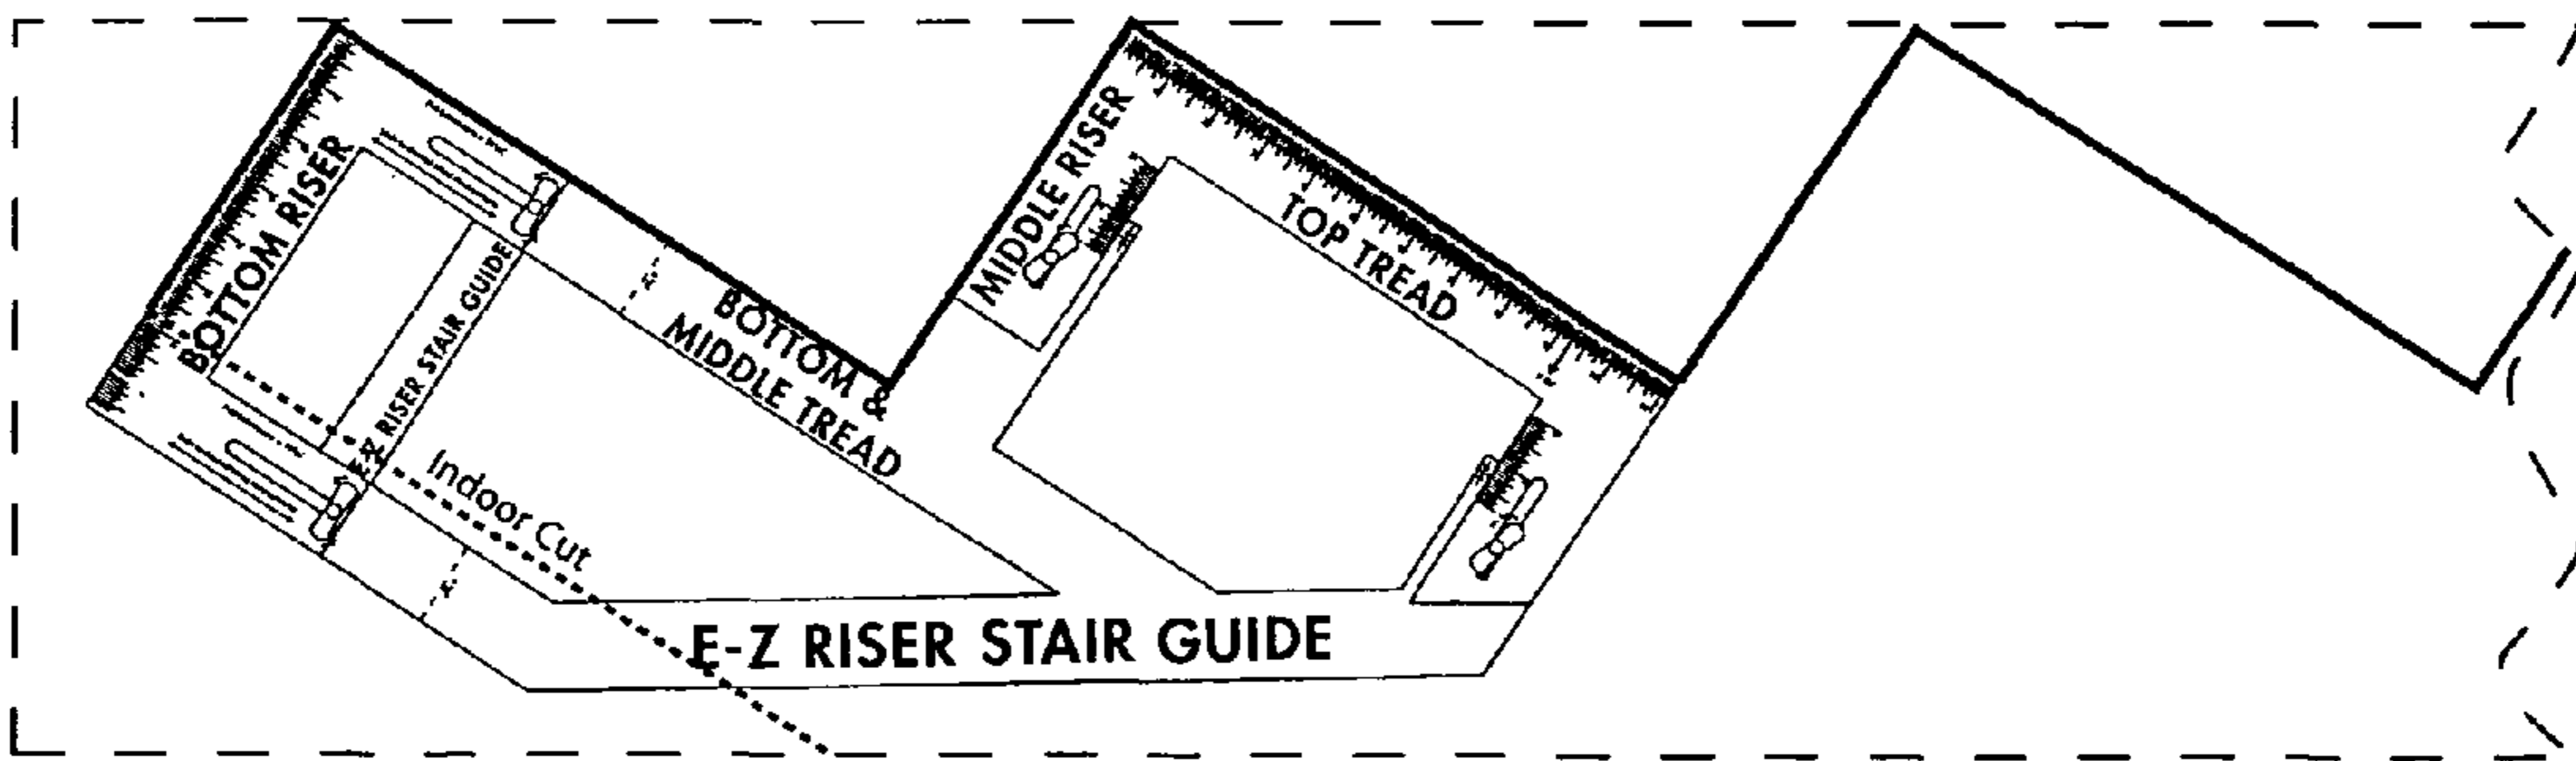 BOTTOM RISER
E-Z RISER STAIR GUIDE
BOTTOM &
MIDDLE TREAD
MIDDLE RISER
TOP TREAD
Indoor Cut
E-Z RISER STAIR GUIDE